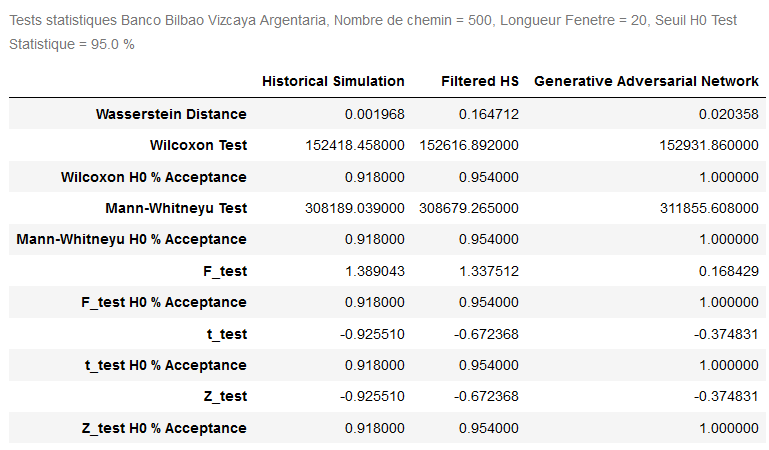 Tests statistiques Banco Bilbao Vizcaya Argentaria, Nombre de chemin = 500, Longueur Fenetre = 20, Seuil H0 Test
Statistique = 95.0 %
Historical Simulation Filtered HS Generative Adversarial Network
Wasserstein Distance 0.001968 0.164712 0.020358
Wilcoxon Test 152418.458000 152616.892000 152931.860000
Wilcoxon H0 % Acceptance 0.918000 0.954000 1.000000
Mann-Whitneyu Test 308189.039000 308679.265000 311855.608000
Mann-Whitneyu H0 % Acceptance 0.918000 0.954000 1.000000
F_test 1.389043 1.337512 0.168429
F_test H0 % Acceptance 0.918000 0.954000 1.000000
t_test -0.925510 -0.672368 -0.374831
t_test H0 % Acceptance 0.918000 0.954000 1.000000
Z_test -0.925510 -0.672368 -0.374831
Z_test H0 % Acceptance 0.918000 0.954000 1.000000